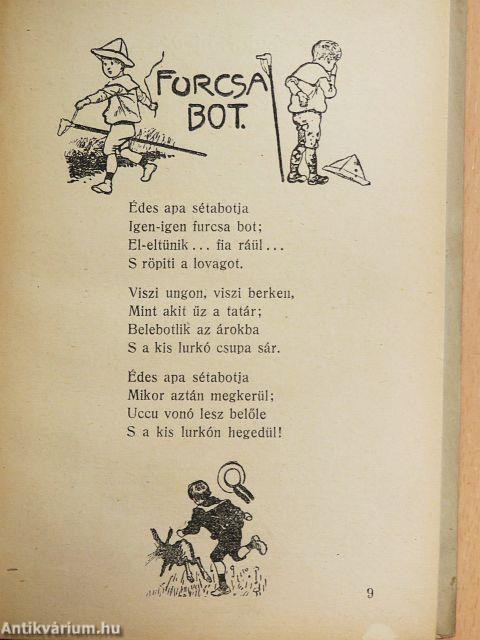 FURCSA
BOT.
Édes apa sétabotja
Igen-igen furcsa bot;
El-eltünik... fia ráül...
S röpiti a lovagot.
Viszi ungon, viszi berken,
Mint akit üz a tatár;
Belebotlik az árokba
S a kis lurkó csupa sár.
Édes apa sétabotja
Mikor aztán megkerül;
Uccu vonó lesz belőle
S a kis lurkón hegedül!
9
Antikvárium.hu